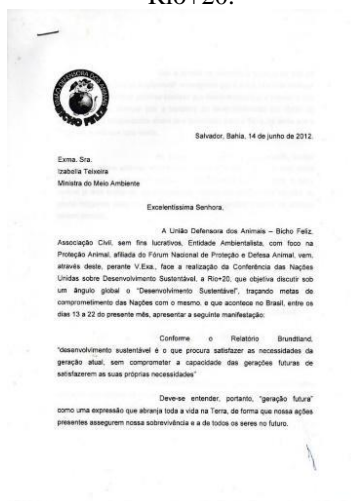 Rio+20.
UNIÃO DEFENSORA DOS ANIMAIS
BICHO FELIZ
Salvador, Bahia, 14 de junho de 2012.
Exma. Sra.
Izabella Teixeira
Ministra do Meio Ambiente
Excelentíssima Senhora,
A União Defensora dos Animais – Bicho Feliz,
Associação Civil, sem fins lucrativos, Entidade Ambientalista, com foco na
Proteção Animal, afiliada do Fórum Nacional de Proteção e Defesa Animal, vem,
através deste, perante V.Exa., face a realização da Conferência das Nações
Unidas sobre Desenvolvimento Sustentável, a Rio+20, que objetiva discutir sob
um ângulo global o "Desenvolvimento Sustentável", traçando metas de
comprometimento das Nações com o mesmo, e que acontece no Brasil, entre os
dias 13 a 22 do presente mês, apresentar a seguinte manifestação:
Conforme o Relatório Brundtland,
"desenvolvimento sustentável é o que procura satisfazer as necessidades da
geração atual, sem comprometer a capacidade das gerações futuras de
satisfazerem as suas próprias necessidades"
Deve-se entender, portanto, "geração futura"
como uma expressão que abranja toda a vida na Terra, de forma que nossa ações
presentes assegurem nossa sobrevivência e a de todos os seres no futuro.